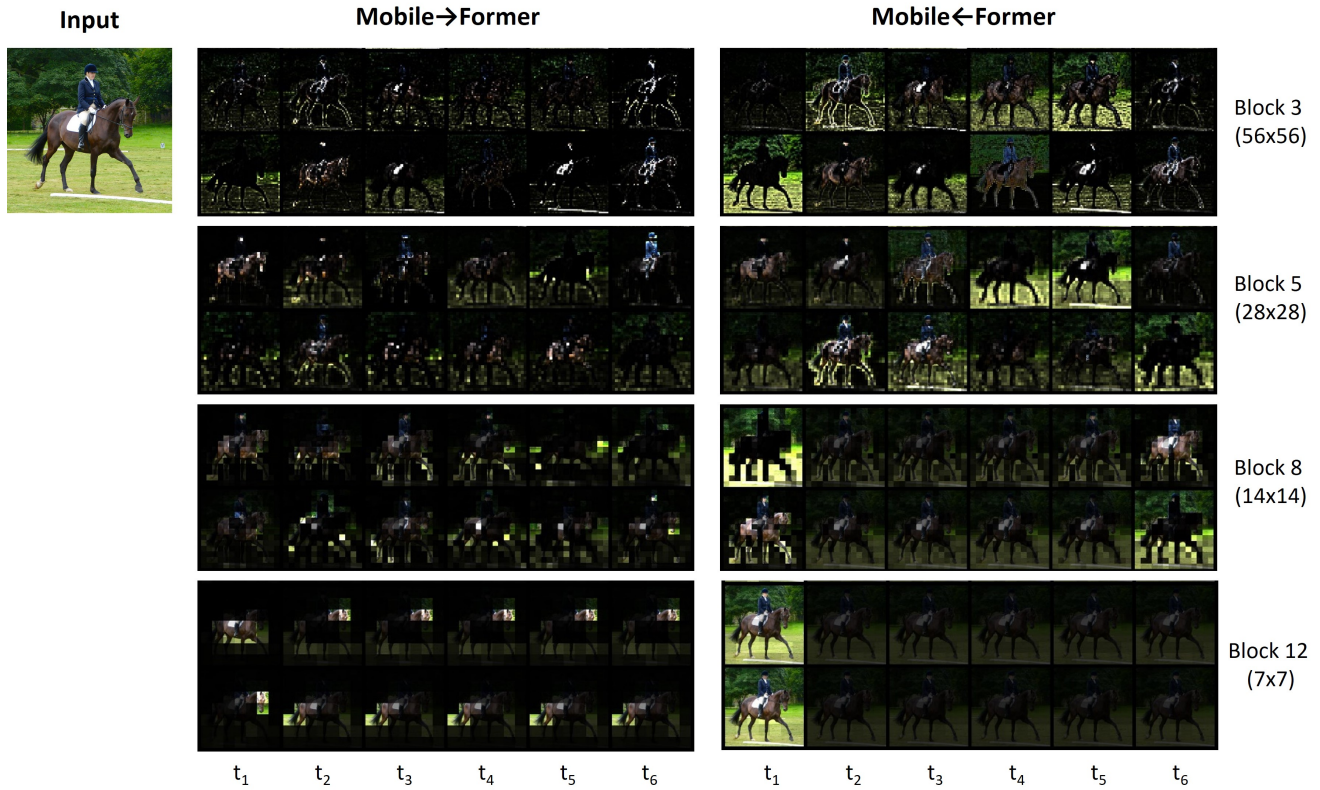 Input
Mobile→Former
Mobile←Former
Block 3
(56x56)
Block 5
(28x28)
Block 8
(14x14)
Block 12
(7x7)
t₁ t₂ t₃ t₄ t₅ t₆
t₁ t₂ t₃ t₄ t₅ t₆